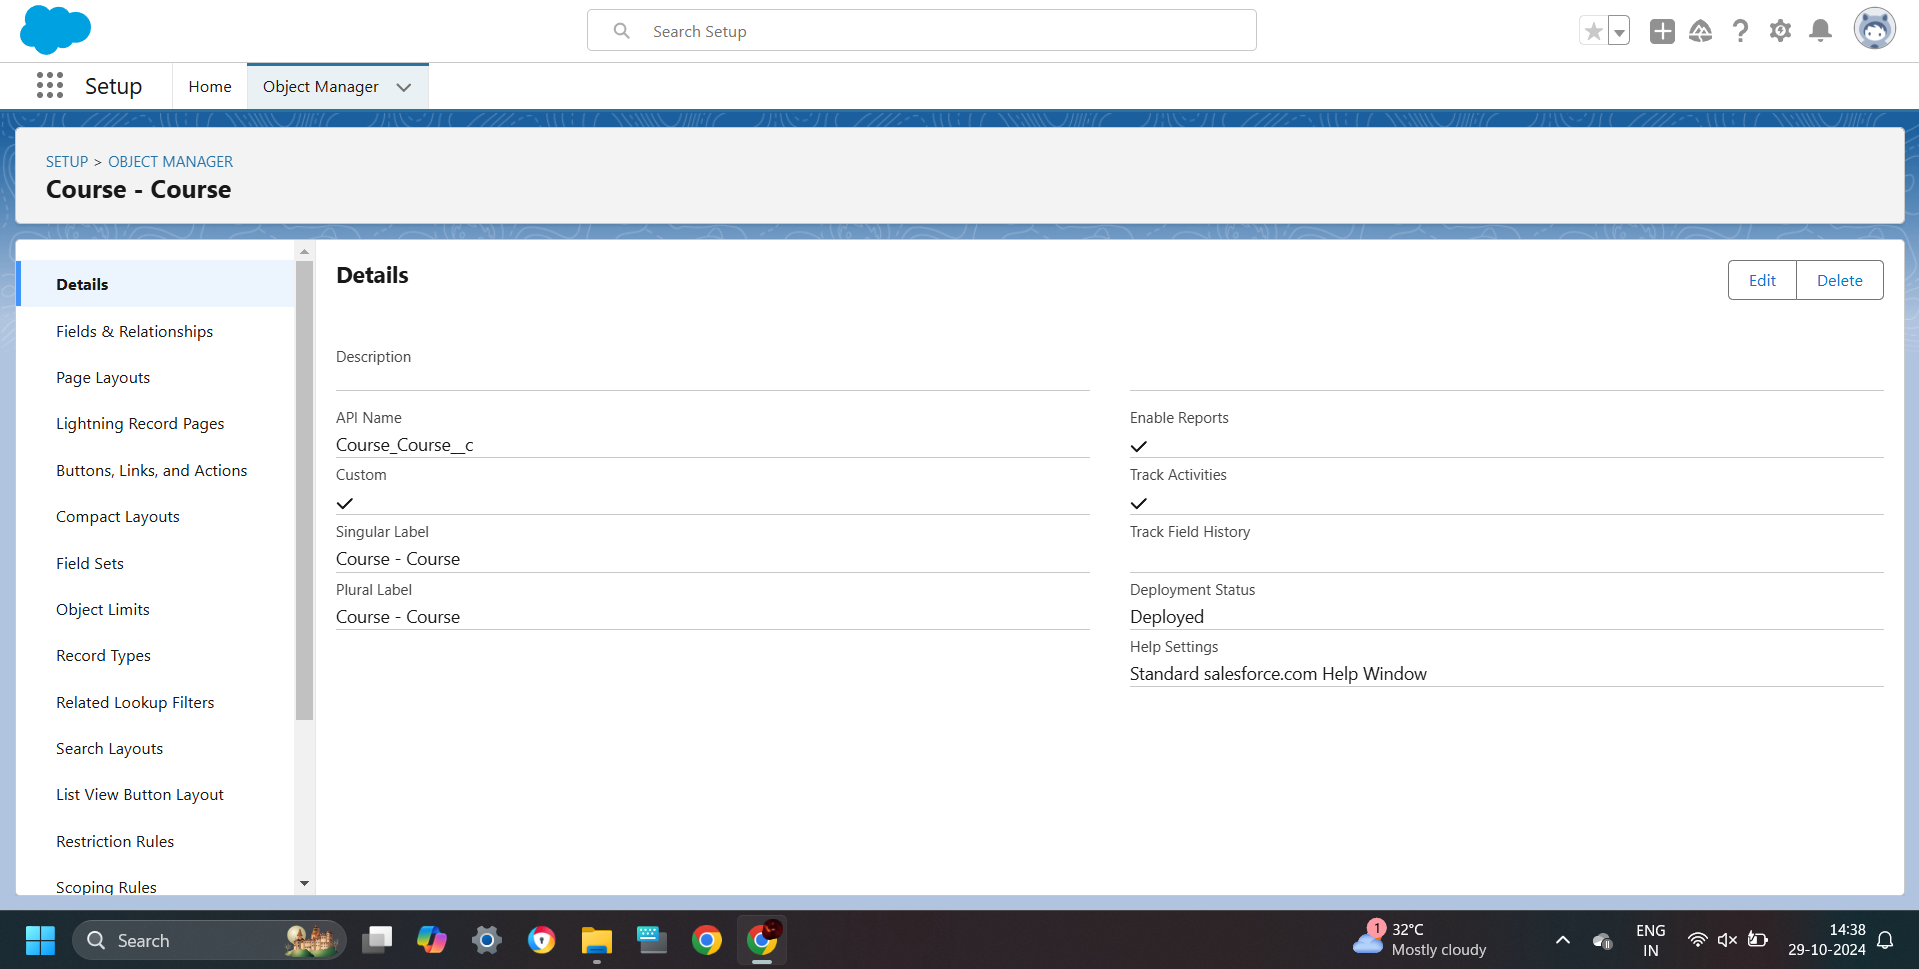 Search Setup
Setup
Home
Object Manager
SETUP > OBJECT MANAGER
Course - Course
Details
Fields & Relationships
Page Layouts
Lightning Record Pages
Buttons, Links, and Actions
Compact Layouts
Field Sets
Object Limits
Record Types
Related Lookup Filters
Search Layouts
List View Button Layout
Restriction Rules
Scoping Rules
Details
Edit
Delete
Description
API Name
Course_Course__c
Custom
Singular Label
Course - Course
Plural Label
Course - Course
Enable Reports
Track Activities
Track Field History
Deployment Status
Deployed
Help Settings
Standard salesforce.com Help Window
Search
1
32°C
Mostly cloudy
ENG
IN
14:38
29-10-2024